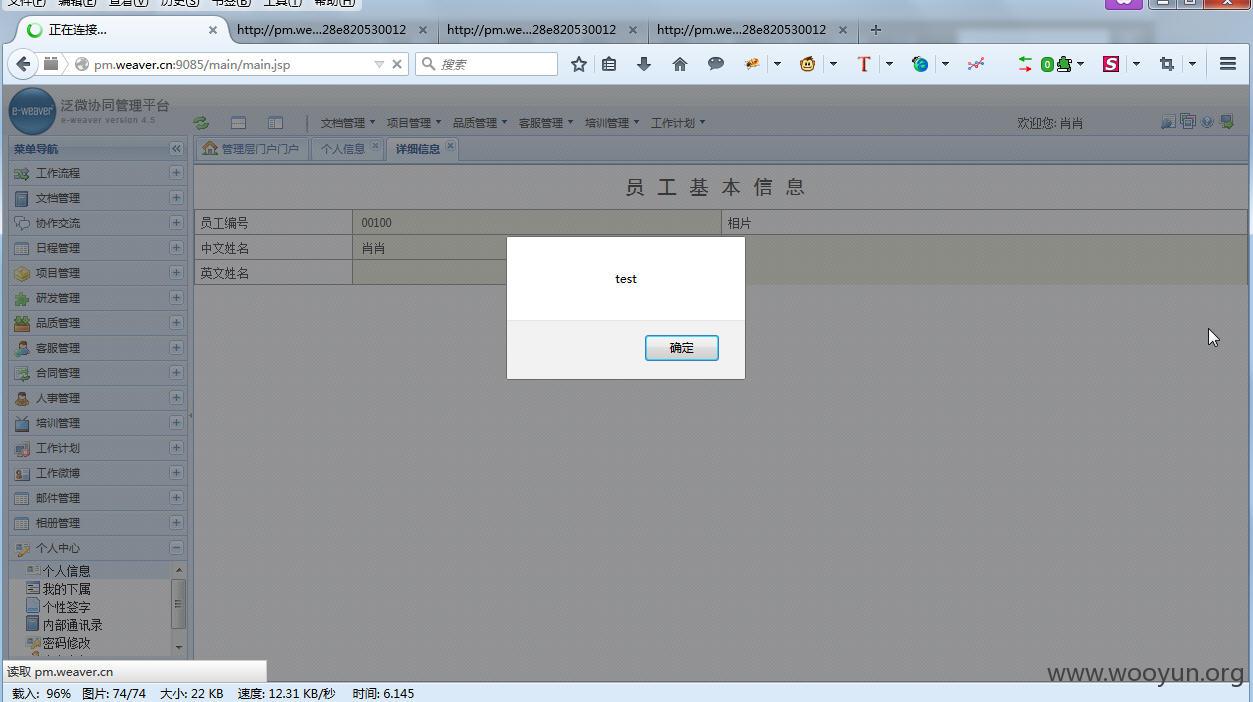 文件(F) 编辑(E) 查看(V) 历史(S) 书签(B) 工具(T) 帮助(H)
正在连接... http://pm.we...28e820530012 http://pm.we...28e820530012 http://pm.we...28e820530012
pm.weaver.cn:9085/main/main.jsp 搜索 T 0 S
e-weaver 泛微协同管理平台
e-weaver version 4.5
文档管理 项目管理 品质管理 客服管理 培训管理 工作计划 欢迎您: 肖肖
菜单导航 管理层门户门户 个人信息 详细信息
工作流程
文档管理
协作交流
日程管理
项目管理
研发管理
品质管理
客服管理
合同管理
人事管理
培训管理
工作计划
工作微博
邮件管理
相册管理
个人中心
个人信息
我的下属
个性签字
内部通讯录
密码修改
员工基本信息
员工编号 00100 相片
中文姓名 肖肖
英文姓名
test
确定
读取 pm.weaver.cn
www.wooyun.org
载入: 96% 图片: 74/74 大小: 22 KB 速度: 12.31 KB/秒 时间: 6.145